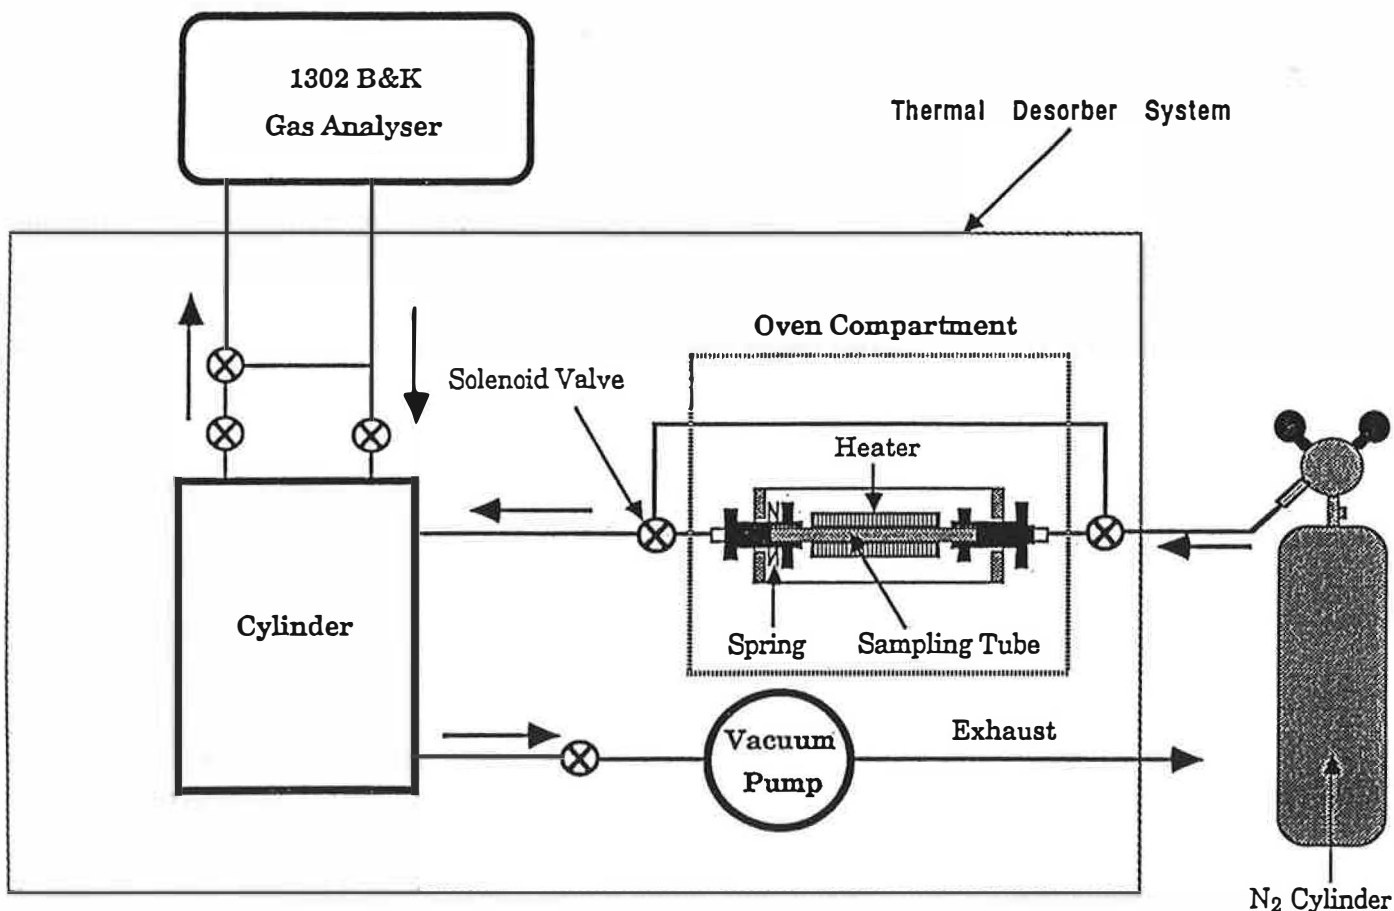 1302 B&K
Gas Analyser
Thermal Desorber System
Oven Compartment
Solenoid Valve
Heater
Cylinder
Spring
Sampling Tube
Vacuum
Pump
Exhaust
N₂ Cylinder